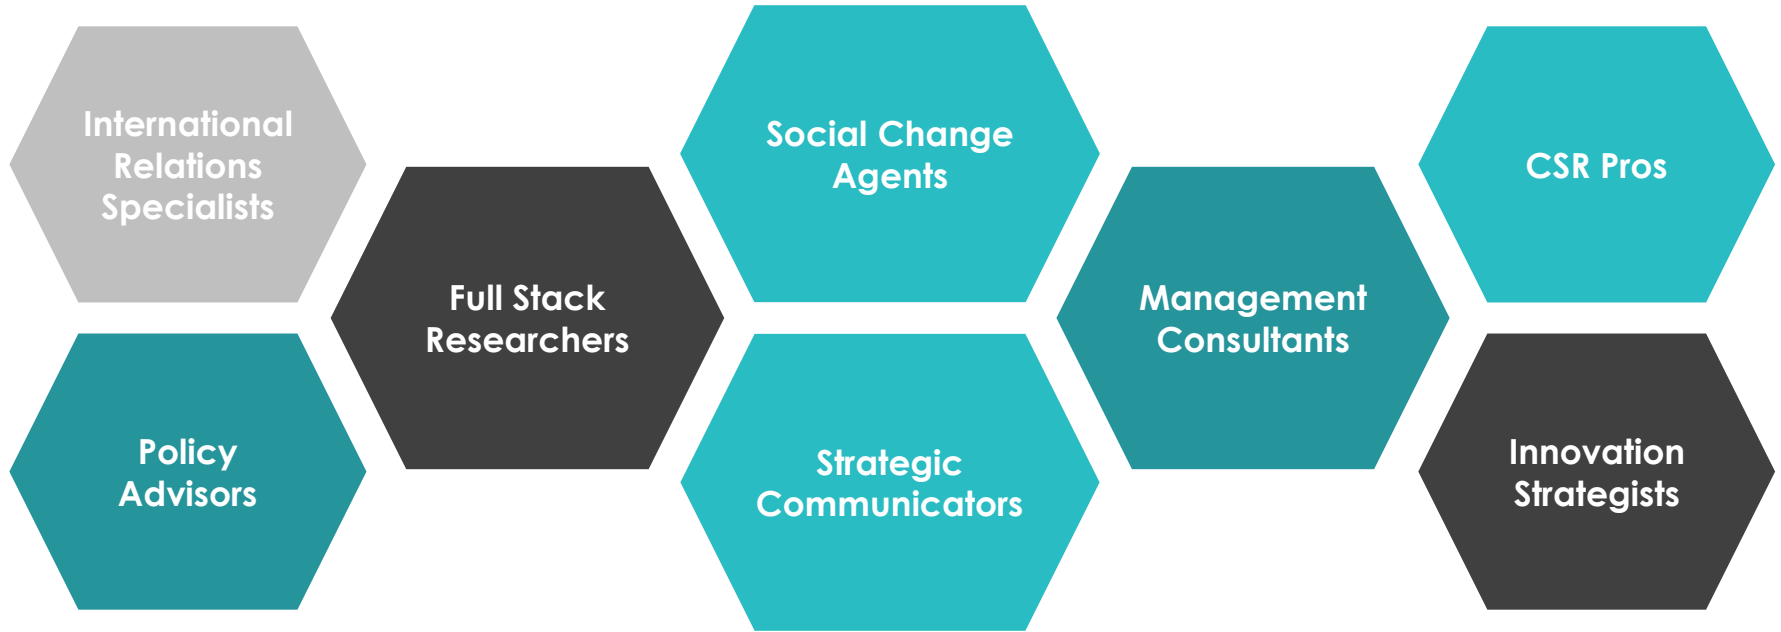 International
Relations
Specialists
Policy
Advisors
Full Stack
Researchers
Social Change
Agents
Strategic
Communicators
Management
Consultants
CSR Pros
Innovation
Strategists